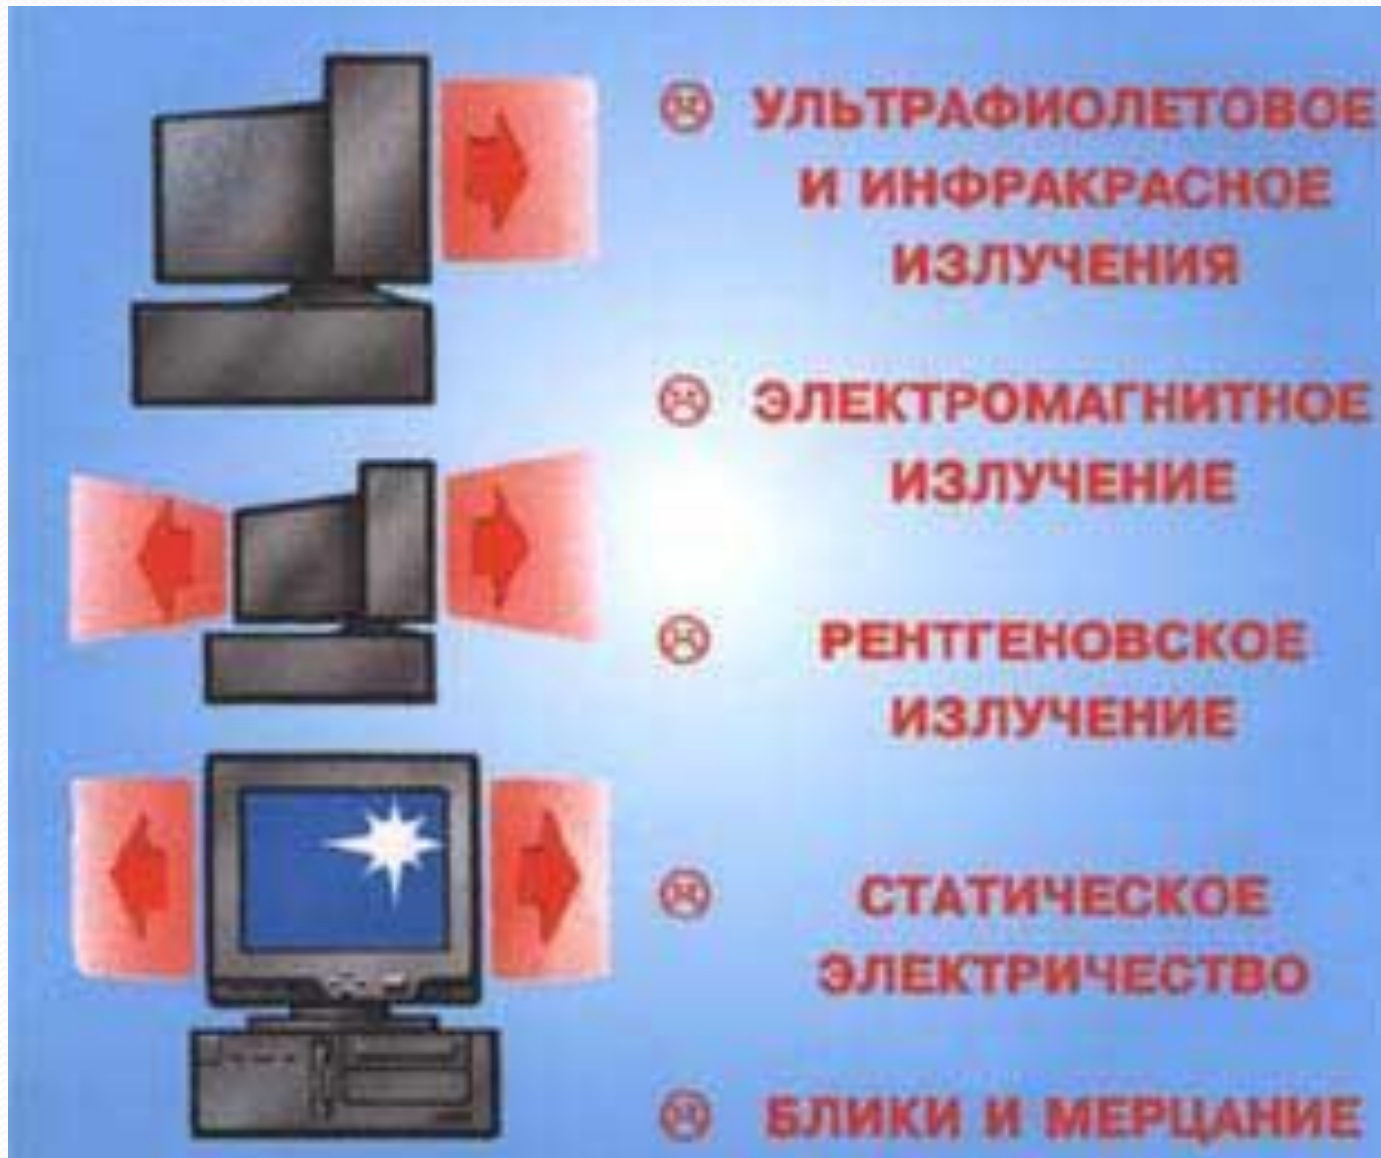 УЛЬТРАФИОЛЕТОВОЕ
И ИНФРАКРАСНОЕ
ИЗЛУЧЕНИЯ
ЭЛЕКТРОМАГНИТНОЕ
ИЗЛУЧЕНИЕ
РЕНТГЕНОВСКОЕ
ИЗЛУЧЕНИЕ
СТАТИЧЕСКОЕ
ЭЛЕКТРИЧЕСТВО
БЛИКИ И МЕРЦАНИЕ